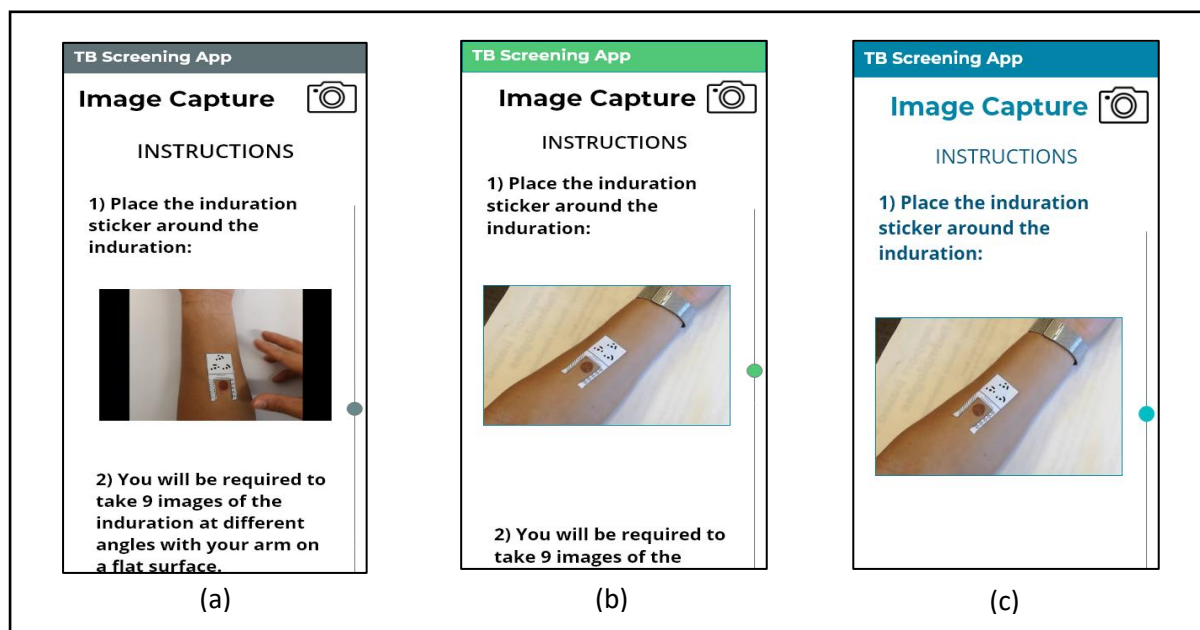 TB Screening App
Image Capture
INSTRUCTIONS
1) Place the induration
sticker around the
induration:
2) You will be required to
take 9 images of the
induration at different
angles with your arm on
a flat surface.
(a)
TB Screening App
Image Capture
INSTRUCTIONS
1) Place the induration
sticker around the
induration:
2) You will be required to
take 9 images of the
(b)
TB Screening App
Image Capture
INSTRUCTIONS
1) Place the induration
sticker around the
induration:
(c)